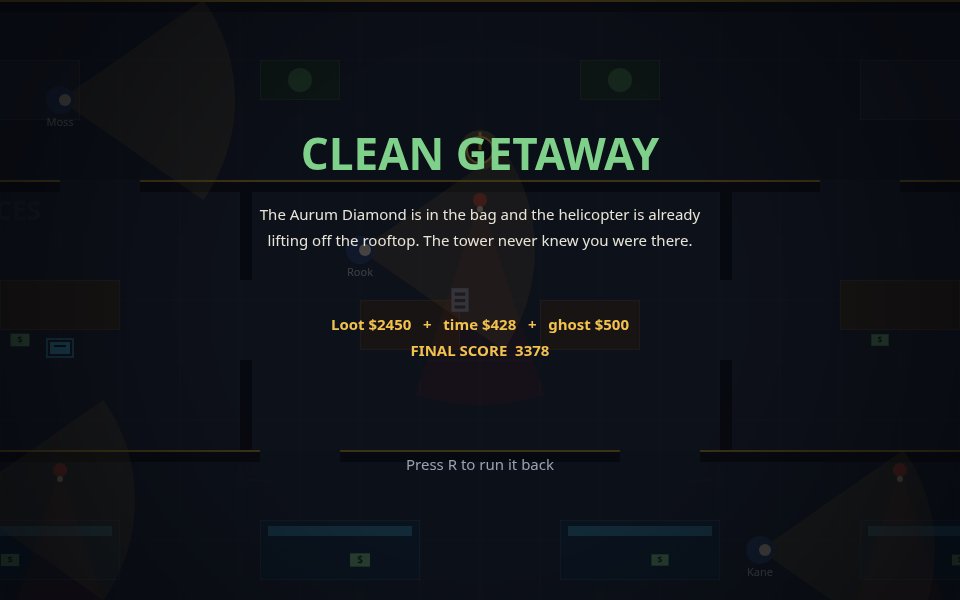 Moss
CLEAN GETAWAY
CES
The Aurum Diamond is in the bag and the helicopter is already
lifting off the rooftop. The tower never knew you were there.
Rook
Loot $2450 + time $428 + ghost $500
$
$
FINAL SCORE 3378
Press R to run it back
$
$
$
$
Kane